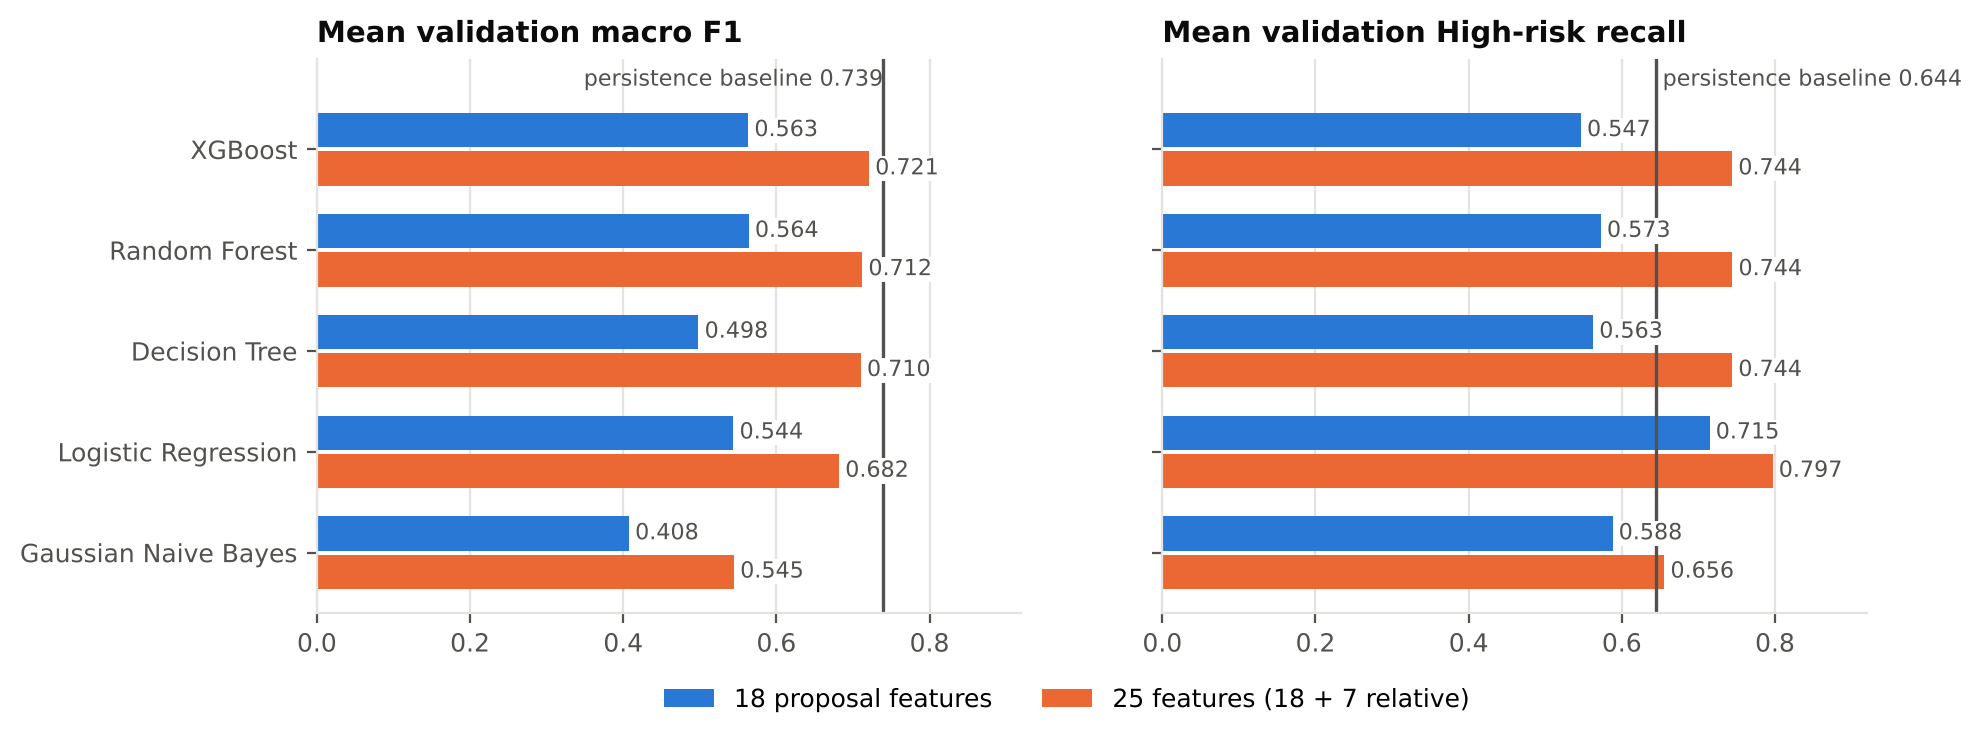 Mean validation macro F1
persistence baseline 0.739
XGBoost
0.563
0.721
Random Forest
0.564
0.712
Decision Tree
0.498
0.710
Logistic Regression
0.544
0.682
Gaussian Naive Bayes
0.408
0.545
0.0 0.2 0.4 0.6 0.8
Mean validation High-risk recall
persistence baseline 0.644
0.547
0.744
0.573
0.744
0.563
0.744
0.715
0.797
0.588
0.656
0.0 0.2 0.4 0.6 0.8
18 proposal features
25 features (18 + 7 relative)